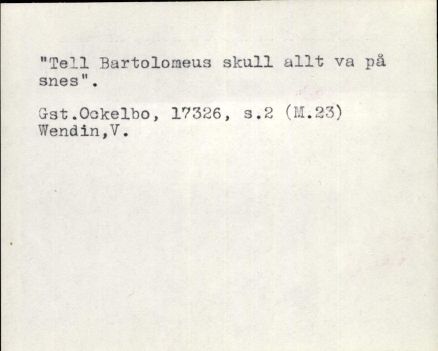 "Tell Bartolomeus skull allt va på
snes".
Gst.Ockelbo, 17326, s.2 (M.23)
Wendin,V.